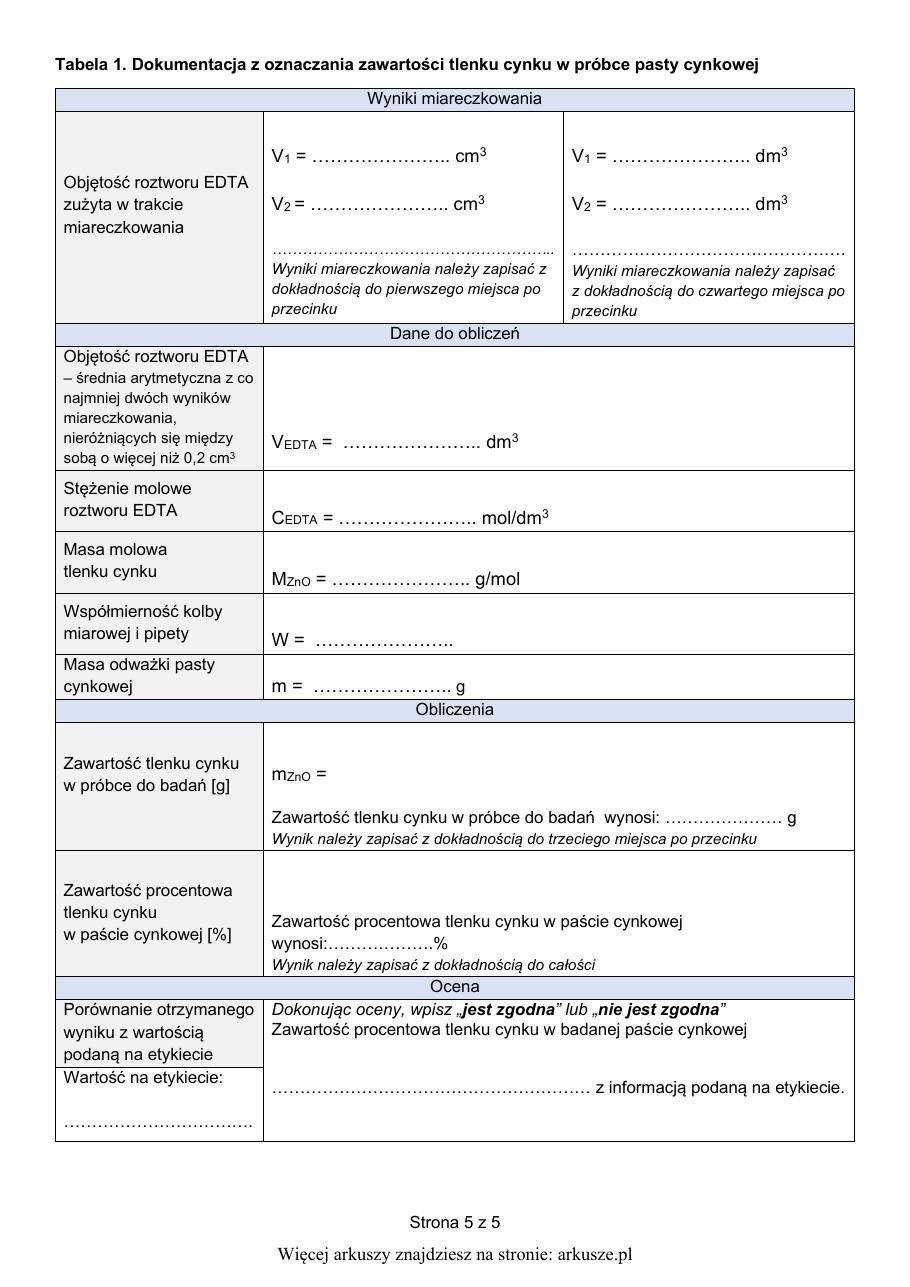 Tabela 1. Dokumentacja z oznaczania zawartości tlenku cynku w próbce pasty cynkowej
Wyniki miareczkowania
Objętość roztworu EDTA
zużyta w trakcie
miareczkowania
V1 = ………………….. cm3
V2 = ………………….. cm3
………………………………………………..
Wyniki miareczkowania należy zapisać z
dokładnością do pierwszego miejsca po
przecinku
V1 = ………………….. dm3
V2 = ………………….. dm3
………………………………………………
Wyniki miareczkowania należy zapisać
z dokładnością do czwartego miejsca po
przecinku
Dane do obliczeń
Objętość roztworu EDTA
– średnia arytmetyczna z co
najmniej dwóch wyników
miareczkowania,
nieróżniących się między
sobą o więcej niż 0,2 cm3
VEDTA = ………………….. dm3
Stężenie molowe
roztworu EDTA
CEDTA = ………………….. mol/dm3
Masa molowa
tlenku cynku
MZnO = ………………….. g/mol
Współmierność kolby
miarowej i pipety
W = …………………..
Masa odważki pasty
cynkowej
m = ………………….. g
Obliczenia
Zawartość tlenku cynku
w próbce do badań [g]
mZnO =
Zawartość tlenku cynku w próbce do badań wynosi: ………………… g
Wynik należy zapisać z dokładnością do trzeciego miejsca po przecinku
Zawartość procentowa
tlenku cynku
w paście cynkowej [%]
Zawartość procentowa tlenku cynku w paście cynkowej
wynosi:……………….%
Wynik należy zapisać z dokładnością do całości
Ocena
Porównanie otrzymanego
wyniku z wartością
podaną na etykiecie
Wartość na etykiecie:
…………………………….
Dokonując oceny, wpisz „jest zgodna” lub „nie jest zgodna”
Zawartość procentowa tlenku cynku w badanej paście cynkowej
……………………………………………… z informacją podaną na etykiecie.
Strona 5 z 5
Więcej arkuszy znajdziesz na stronie: arkusze.pl